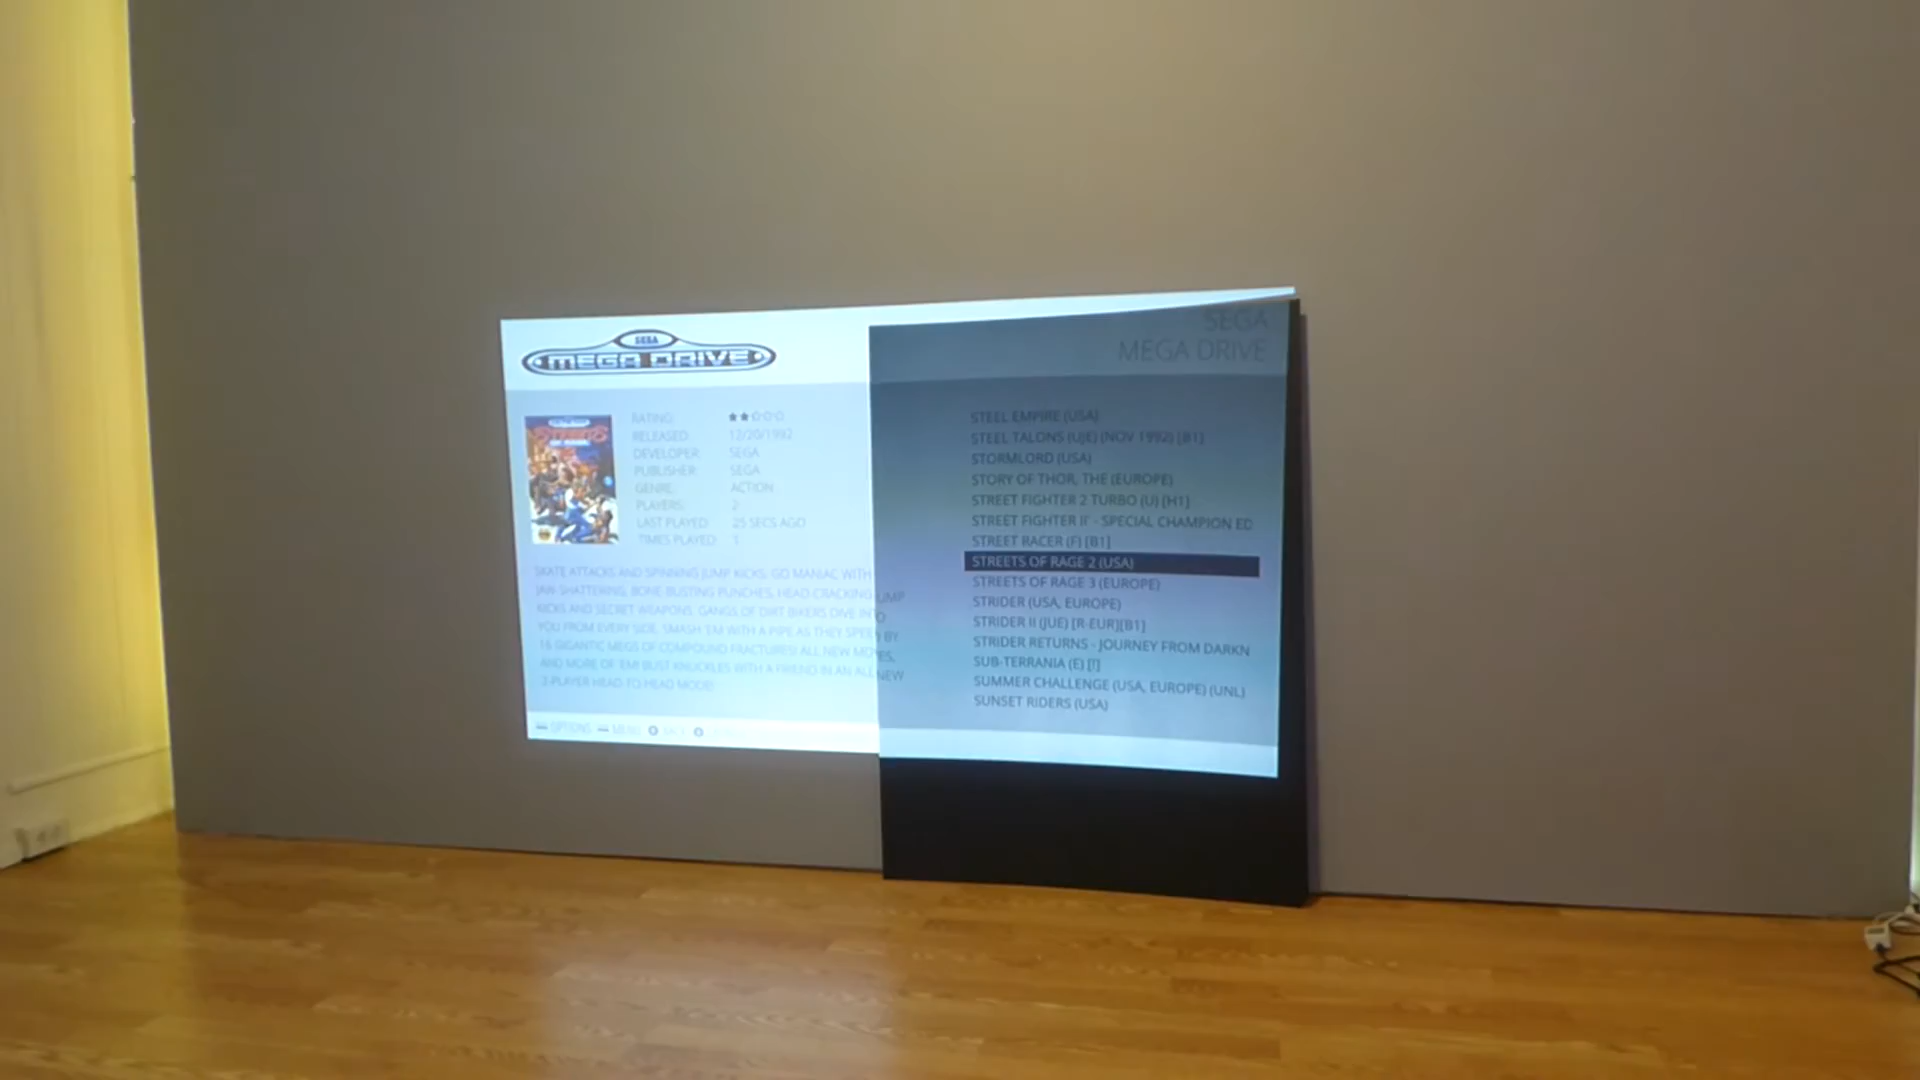 SEGA
MEGA DRIVE
SEGA
MEGA DRIVE
STREETS
RATING:
RELEASED: 12/20/1992
DEVELOPER: SEGA
PUBLISHER: SEGA
GENRE: ACTION
PLAYERS: 2
LAST PLAYED: 25 SECS AGO
TIMES PLAYED: 1
SKATE ATTACKS AND SPINNING JUMP KICKS. GO MANIAC WITH
JAW-SHATTERING, BONE-BUSTING PUNCHES, HEAD CRACKING JUMP
KICKS AND SECRET WEAPONS. GANGS OF DIRT BIKERS DIVE INTO
YOU FROM EVERY SIDE. SMASH 'EM WITH A PIPE AS THEY SPEED BY.
16 GIGANTIC MEGS OF COMPOUND FRACTURES! ALL NEW MOVES,
AND MORE OF 'EM! BUST KNUCKLES WITH A FRIEND IN AN ALL NEW
2-PLAYER HEAD TO HEAD MODE!
OPTIONS MENU
STEEL EMPIRE (USA)
STEEL TALONS (UJE) (NOV 1992) [B1]
STORMLORD (USA)
STORY OF THOR, THE (EUROPE)
STREET FIGHTER 2 TURBO (U) [H1]
STREET FIGHTER II' - SPECIAL CHAMPION ED
STREET RACER (F) [B1]
STREETS OF RAGE 2 (USA)
STREETS OF RAGE 3 (EUROPE)
STRIDER (USA, EUROPE)
STRIDER II (JUE) [R-EUR][B1]
STRIDER RETURNS - JOURNEY FROM DARKN
SUB-TERRANIA (E) [!]
SUMMER CHALLENGE (USA, EUROPE) (UNL)
SUNSET RIDERS (USA)